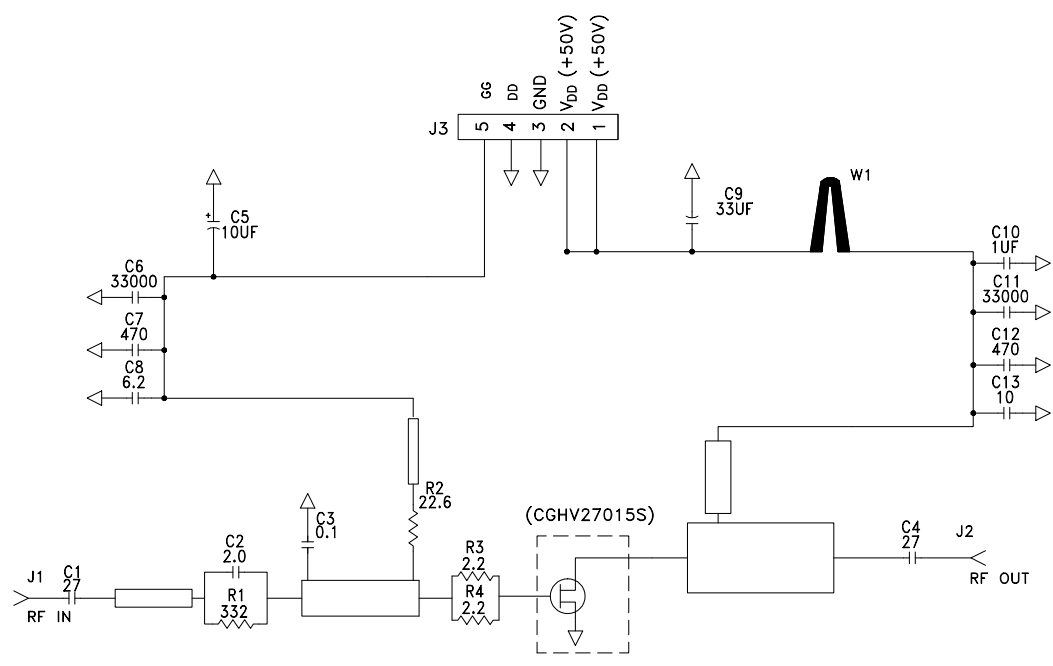 GG
DD
GND
VDD (+50V)
VDD (+50V)
J3
5
4
3
2
1
C5
10UF
C9
33UF
W1
C6
33000
C7
470
C8
6.2
C10
1UF
C11
33000
C12
470
C13
10
R2
22.6
C3
0.1
(CGHV27015S)
C2
2.0
R1
332
R3
2.2
R4
2.2
J1
C1
27
RF IN
C4
27
J2
RF OUT